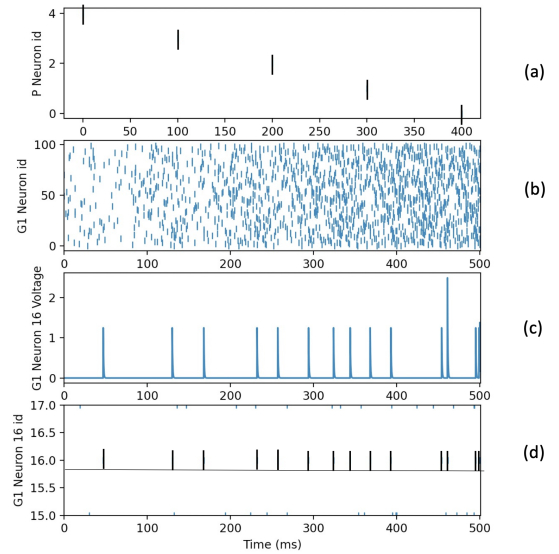 4
2
0
P Neuron id
0 50 100 150 200 250 300 350 400
(a)
100
50
0
G1 Neuron id
0 100 200 300 400 500
(b)
2
1
0
G1 Neuron 16 Voltage
0 100 200 300 400 500
(c)
17.0
16.5
16.0
15.5
15.0
G1 Neuron 16 id
0 100 200 300 400 500
(d)
Time (ms)